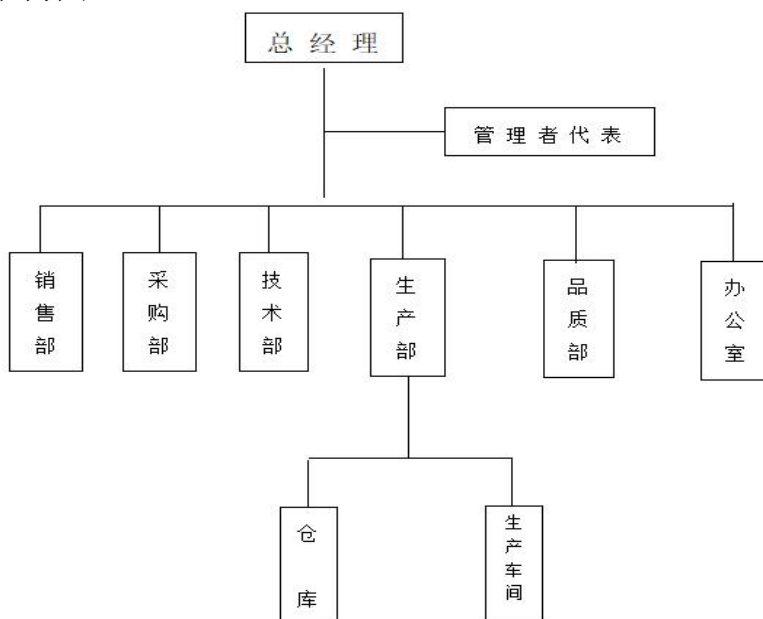 总经理
管理者代表
销售部
采购部
技术部
生产部
品质部
办公室
仓库
生产车间